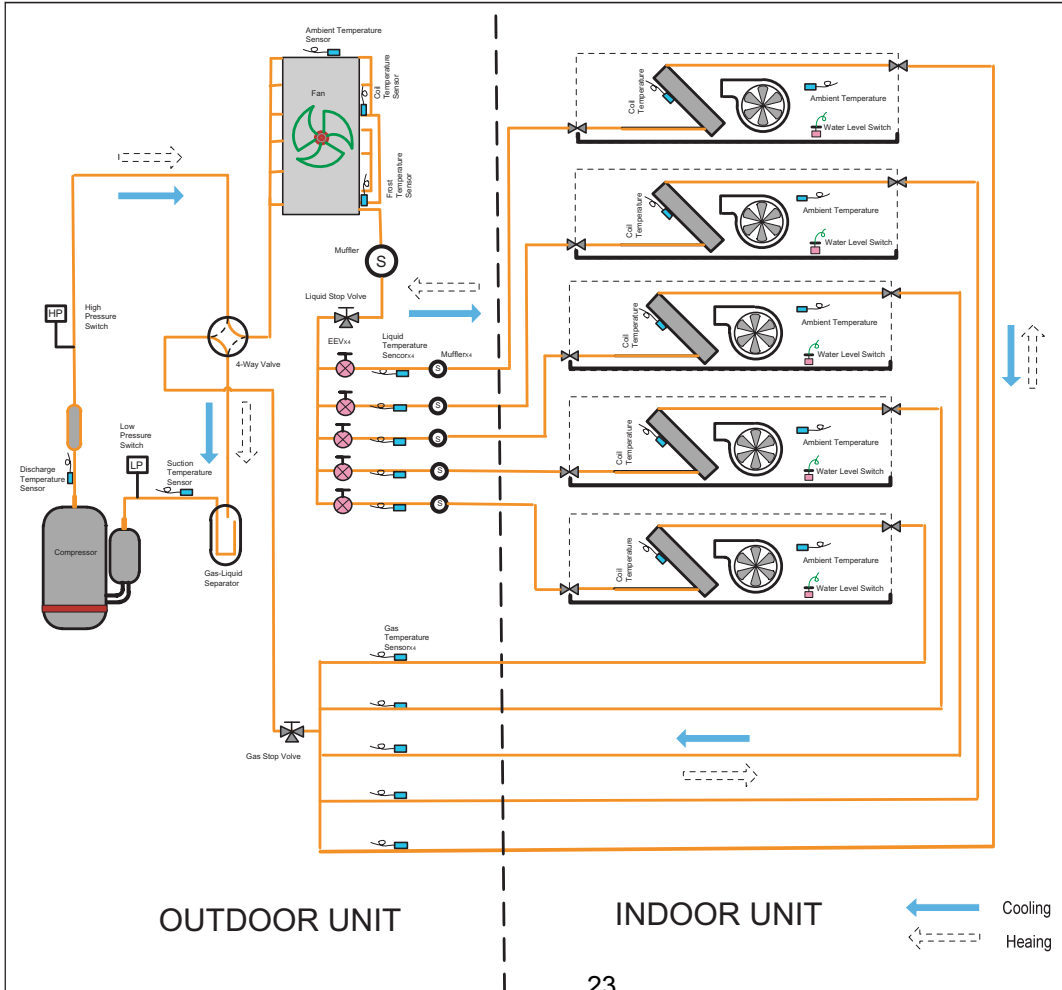 Ambient Temperature
Sensor
Fan
Coil
Temperature
Sensor
Frost
Temperature
Sensor
Muffler
S
Liquid Stop Volve
EEVx4
Liquid
Temperature
Sencorx4
Mufflerx4
S
S
S
S
S
HP
High
Pressure
Switch
4-Way Valve
Low
Pressure
Switch
LP
Suction
Temperature
Sensor
Discharge
Temperature
Sensor
Compressor
Gas-Liquid
Separator
Gas
Temperature
Sensorx4
Gas Stop Volve
Coil
Temperature
Ambient Temperature
Water Level Switch
Coil
Temperature
Ambient Temperature
Water Level Switch
Coil
Temperature
Ambient Temperature
Water Level Switch
Coil
Temperature
Ambient Temperature
Water Level Switch
Coil
Temperature
Ambient Temperature
Water Level Switch
OUTDOOR UNIT
INDOOR UNIT
Cooling
Heaing
23